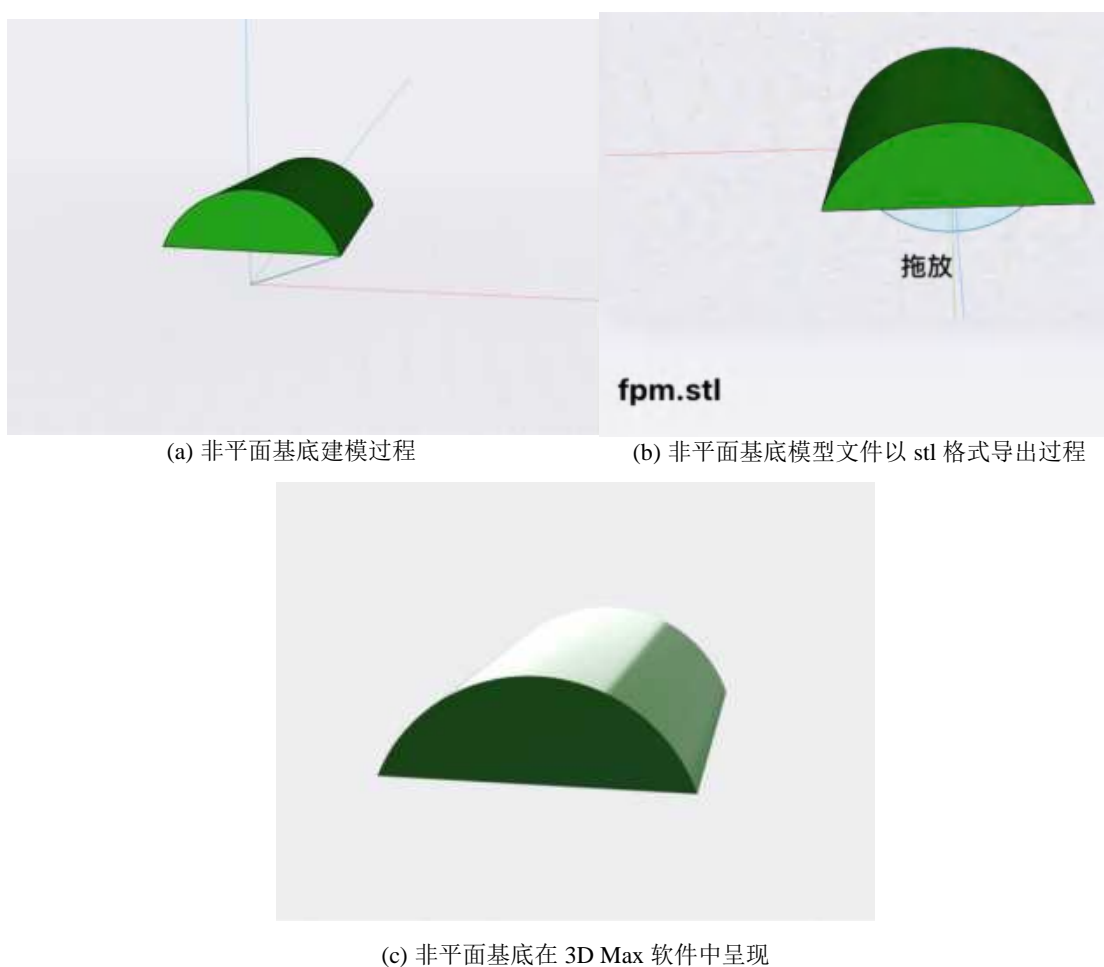 拖放
fpm.stl
(a) 非平面基底建模过程
(b) 非平面基底模型文件以 stl 格式导出过程
(c) 非平面基底在 3D Max 软件中呈现